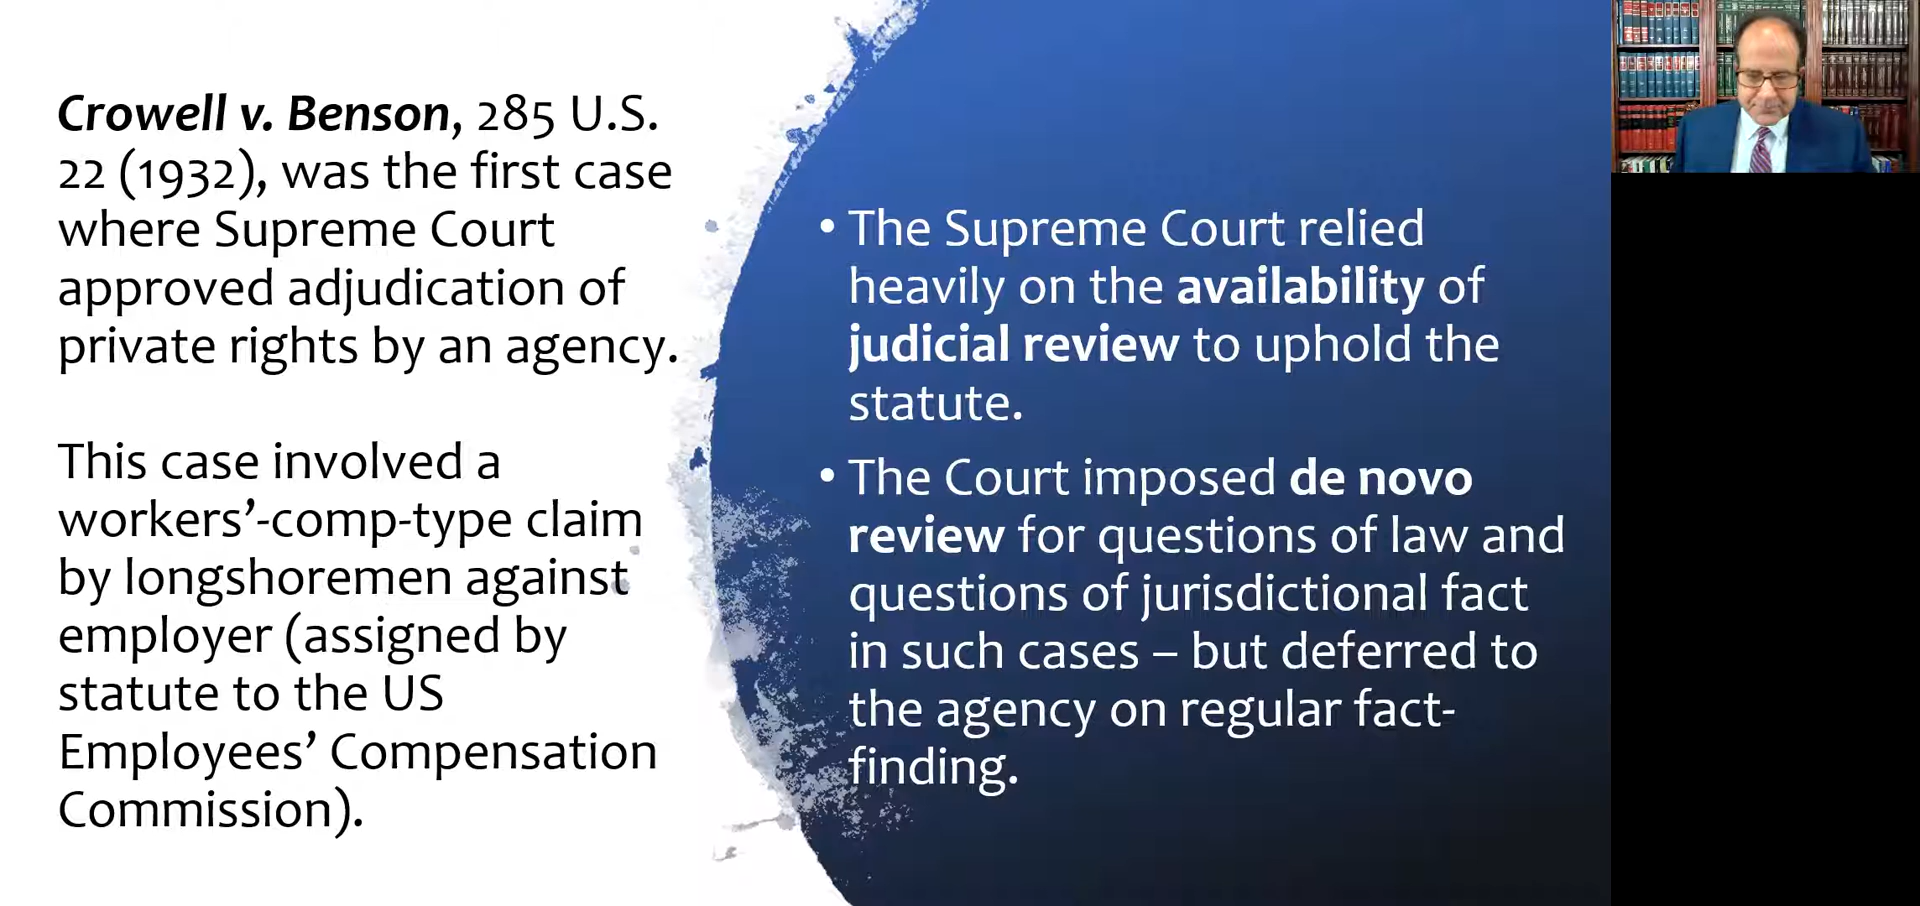 Crowell v. Benson, 285 U.S.
22 (1932), was the first case
where Supreme Court
approved adjudication of
private rights by an agency.
This case involved a
workers’-comp-type claim
by longshoremen against
employer (assigned by
statute to the US
Employees’ Compensation
Commission).
• The Supreme Court relied
heavily on the availability of
judicial review to uphold the
statute.
• The Court imposed de novo
review for questions of law and
questions of jurisdictional fact
in such cases – but deferred to
the agency on regular fact-
finding.